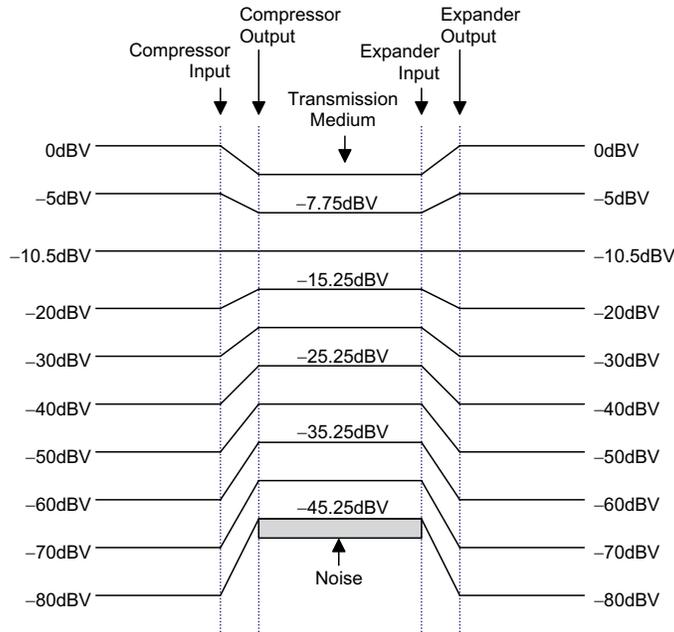 Compressor
Output
Expander
Output
Compressor
Input
Expander
Input
Transmission
Medium
0dBV
0dBV
–5dBV
–7.75dBV
–5dBV
–10.5dBV
–10.5dBV
–15.25dBV
–20dBV
–20dBV
–30dBV
–30dBV
–25.25dBV
–40dBV
–40dBV
–50dBV
–50dBV
–35.25dBV
–60dBV
–60dBV
–45.25dBV
–70dBV
–70dBV
Noise
–80dBV
–80dBV